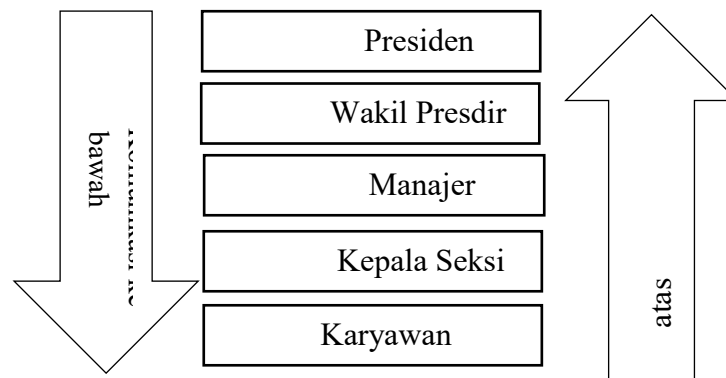 Presiden
Wakil Presdir
Manajer
Kepala Seksi
Karyawan
bawah
atas